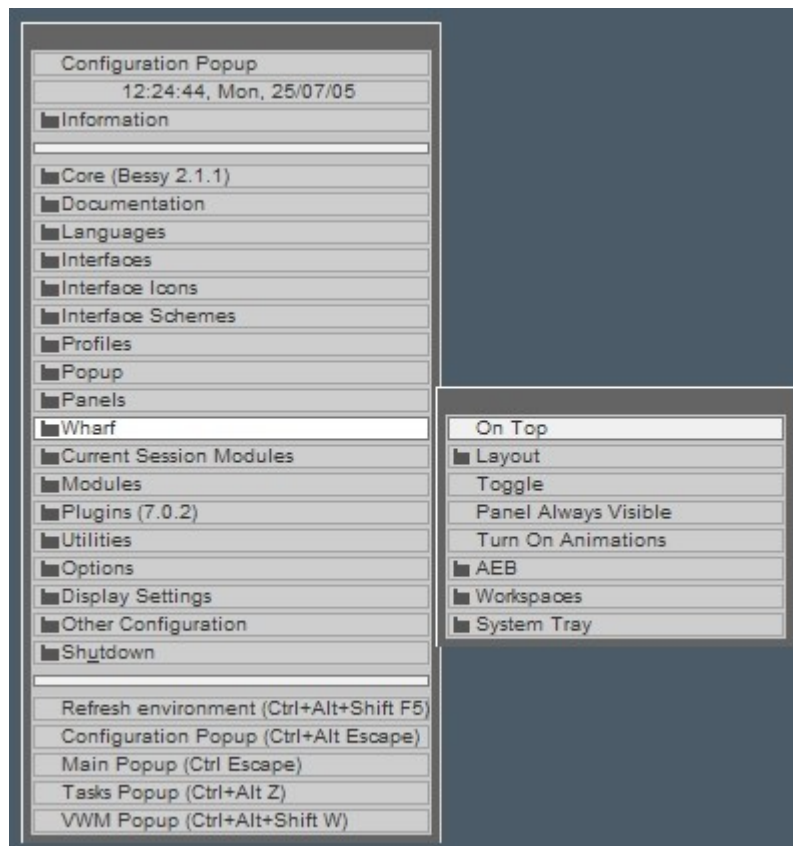 Configuration Popup
12:24:44, Mon, 25/07/05
Information
Core (Bessy 2.1.1)
Documentation
Languages
Interfaces
Interface Icons
Interface Schemes
Profiles
Popup
Panels
Wharf
Current Session Modules
Modules
Plugins (7.0.2)
Utilities
Options
Display Settings
Other Configuration
Shutdown
Refresh environment (Ctrl+Alt+Shift F5)
Configuration Popup (Ctrl+Alt Escape)
Main Popup (Ctrl Escape)
Tasks Popup (Ctrl+Alt Z)
VWM Popup (Ctrl+Alt+Shift W)
On Top
Layout
Toggle
Panel Always Visible
Turn On Animations
AEB
Workspaces
System Tray